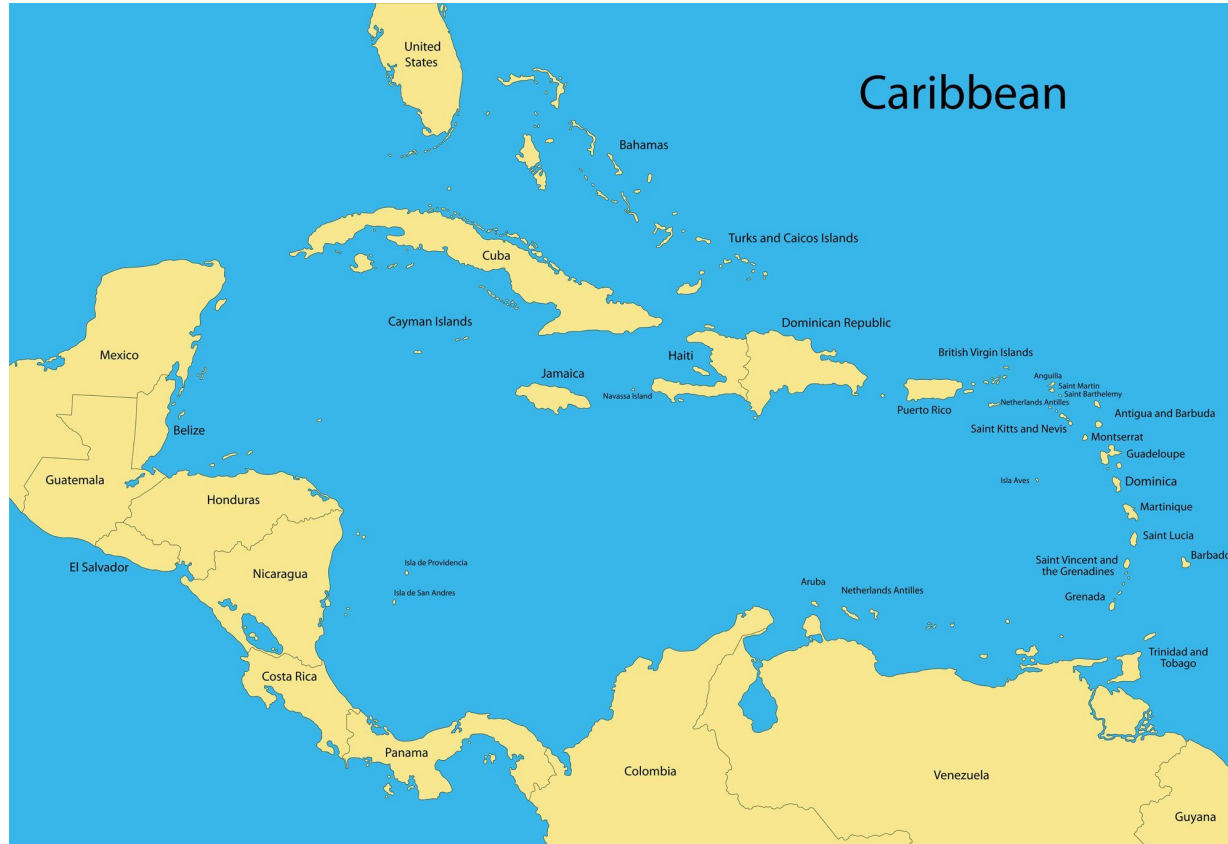 United
States
Caribbean
Bahamas
Turks and Caicos Islands
Cuba
Cayman Islands
Dominican Republic
Mexico
Haiti
British Virgin Islands
Jamaica
Anguilla
Saint Martin
Saint Barthelemy
Navassa Island
Netherlands Antilles
Puerto Rico
Antigua and Barbuda
Belize
Saint Kitts and Nevis
Montserrat
Guadeloupe
Guatemala
Isla Aves
Dominica
Honduras
Martinique
Saint Lucia
Barbado
El Salvador
Nicaragua
Isla de Providencia
Saint Vincent and
the Grenadines
Aruba
Netherlands Antilles
Isla de San Andres
Grenada
Trinidad and
Tobago
Costa Rica
Panama
Colombia
Venezuela
Guyana